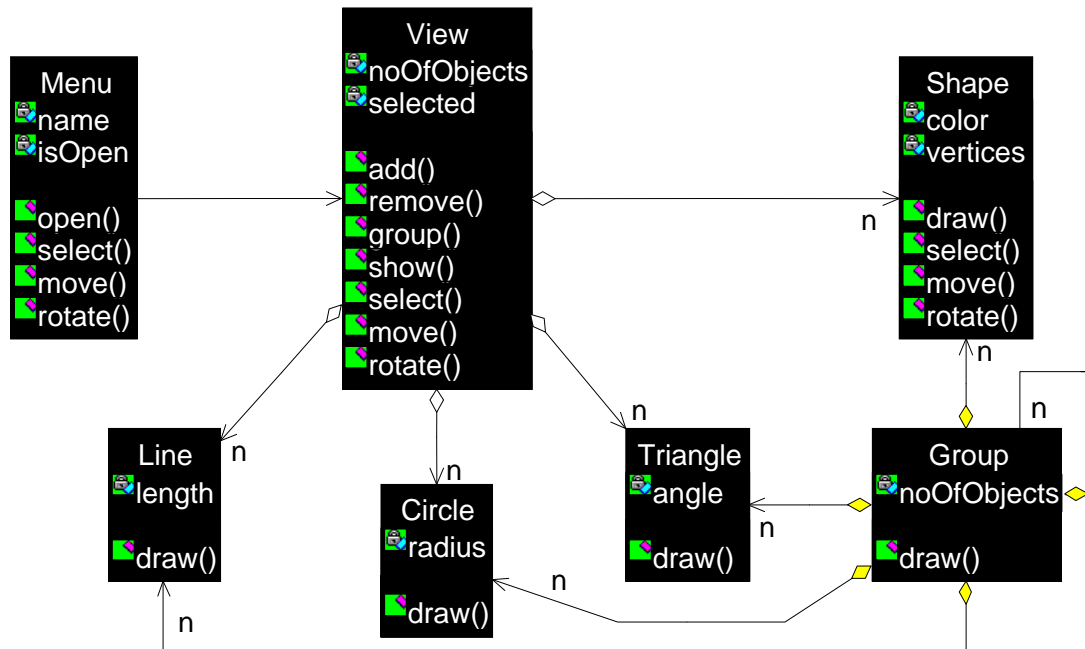 Menu
name
isOpen
open()
select()
move()
rotate()
View
noOfObjects
selected
add()
remove()
group()
show()
select()
move()
rotate()
Shape
color
vertices
draw()
select()
move()
rotate()
n
n
n
n
n
n
Line
length
draw()
n
Circle
radius
draw()
n
Triangle
angle
draw()
n
Group
noOfObjects
draw()